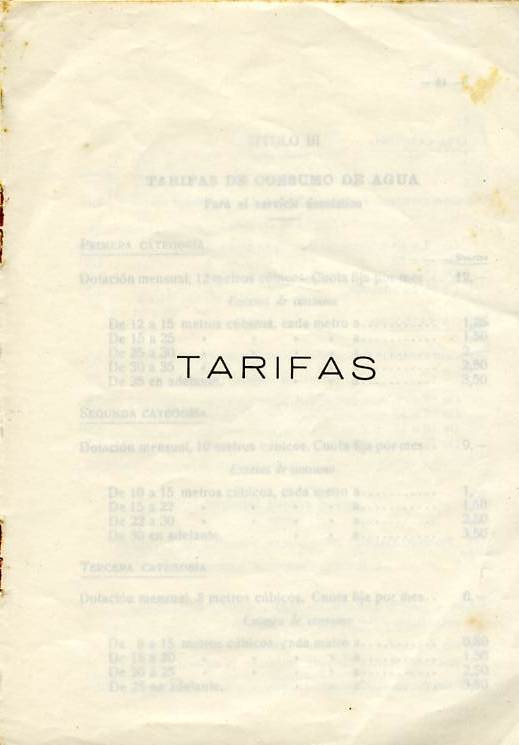 TITULO III
TARIFAS DE CONSUMO DE AGUA
Para el servicio doméstico
PRIMERA CATEGORÍA
Dotación mensual, 12 metros cúbicos. Cuota fija por mes. . 12,—
Exceso de consumo
De 12 a 15 metros cúbicos, cada metro a . . . . . . . . . . 1,25
De 15 a 25 » » » » a . . . . . . . . . . 1,50
TARIFAS
De 30 a 35 » » » » a . . . . . . . . . . 2,50
De 35 en adelante, » » » a . . . . . . . . . . 3,50
SEGUNDA CATEGORÍA
Dotación mensual, 10 metros cúbicos. Cuota fija por mes. . 9,—
Exceso de consumo
De 10 a 15 metros cúbicos, cada metro a . . . . . . . . . . 1,—
De 15 a 22 » » » » a . . . . . . . . . . 1,50
De 22 a 30 » » » » a . . . . . . . . . . 2,50
De 30 en adelante, » » » a . . . . . . . . . . 3,50
TERCERA CATEGORÍA
Dotación mensual, 8 metros cúbicos. Cuota fija por mes. . 6,—
Exceso de consumo
De 8 a 15 metros cúbicos, cada metro a . . . . . . . . . . 0,80
De 15 a 20 » » » » a . . . . . . . . . . 1,50
De 20 a 25 » » » » a . . . . . . . . . . 2,50
De 25 en adelante, » » » a . . . . . . . . . . 3,50